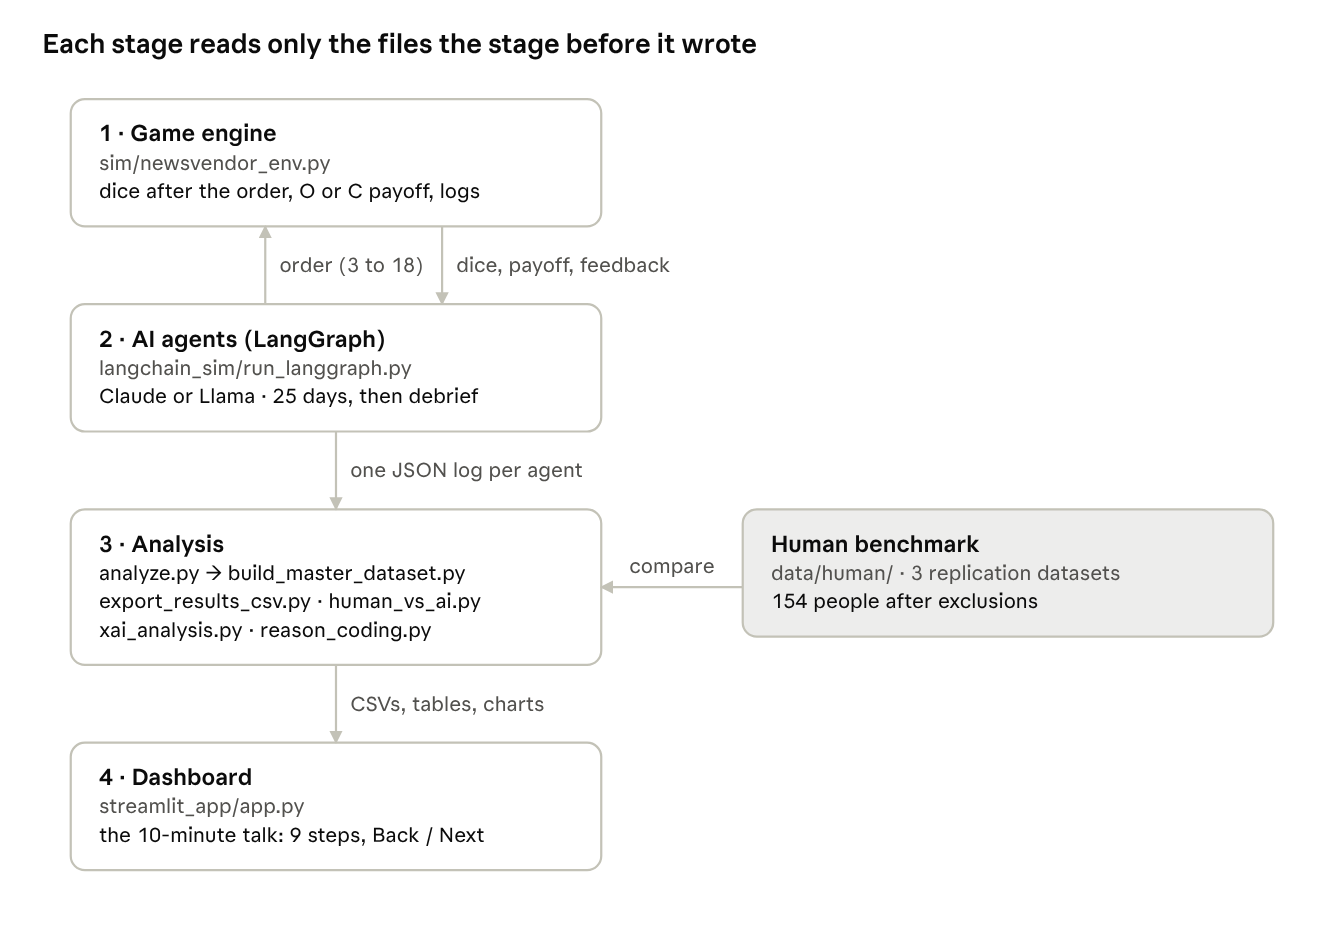 Each stage reads only the files the stage before it wrote
1 · Game engine
sim/newsvendor_env.py
dice after the order, O or C payoff, logs
order (3 to 18)
dice, payoff, feedback
2 · AI agents (LangGraph)
langchain_sim/run_langgraph.py
Claude or Llama · 25 days, then debrief
one JSON log per agent
3 · Analysis
analyze.py → build_master_dataset.py
export_results_csv.py · human_vs_ai.py
xai_analysis.py · reason_coding.py
compare
Human benchmark
data/human/ · 3 replication datasets
154 people after exclusions
CSVs, tables, charts
4 · Dashboard
streamlit_app/app.py
the 10-minute talk: 9 steps, Back / Next